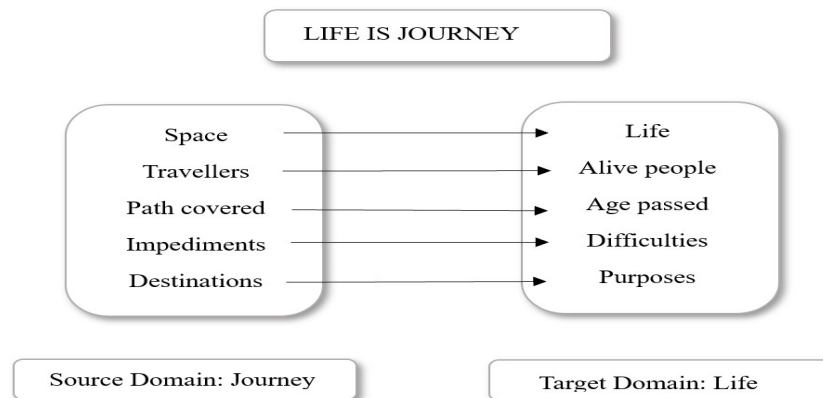 LIFE IS JOURNEY
Space
Travellers
Path covered
Impediments
Destinations
Life
Alive people
Age passed
Difficulties
Purposes
Source Domain: Journey
Target Domain: Life